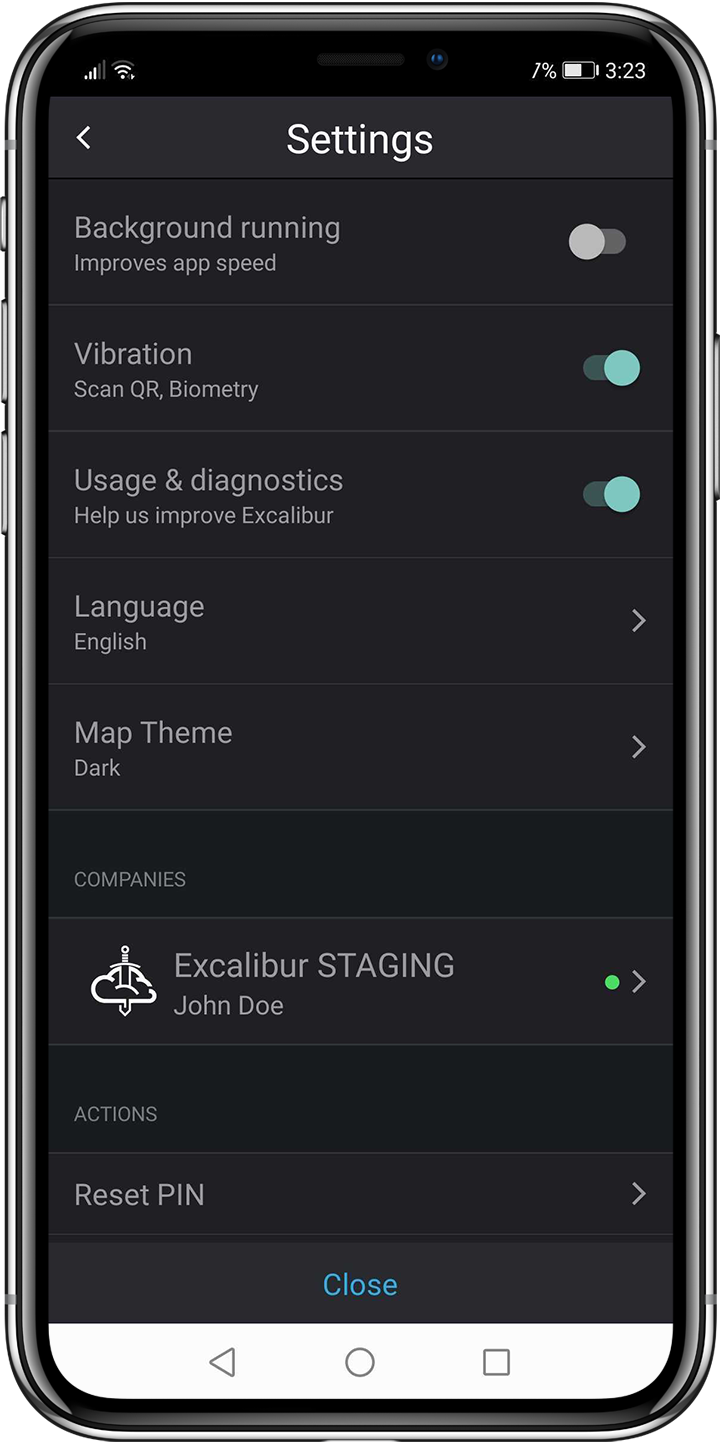 7% 3:23
Settings
Background running
Improves app speed
Vibration
Scan QR, Biometry
Usage & diagnostics
Help us improve Excalibur
Language
English
Map Theme
Dark
COMPANIES
Excalibur STAGING
John Doe
ACTIONS
Reset PIN
Close